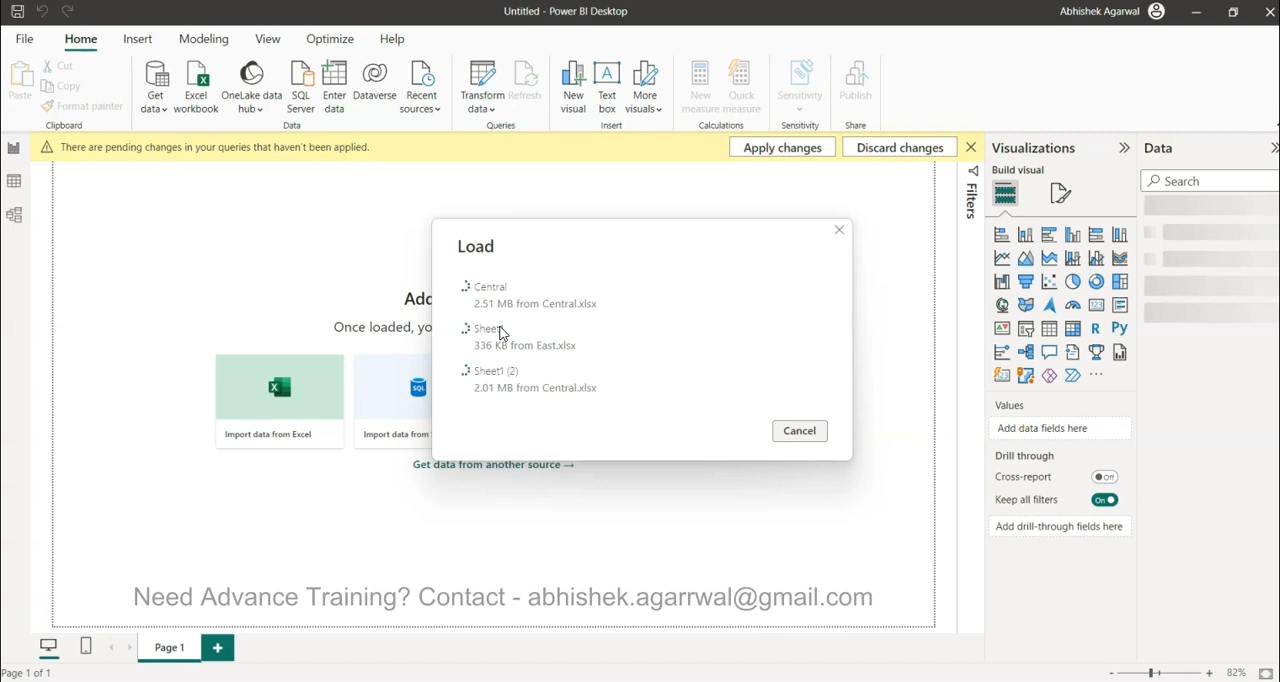 Untitled - Power BI Desktop
Abhishek Agarwal
File Home Insert Modeling View Optimize Help
Paste
Cut
Copy
Format painter
Clipboard
Get data
Excel workbook
OneLake data hub
SQL Server
Enter data
Dataverse
Recent sources
Data
Transform data
Refresh
Queries
New visual
Text box
More visuals
Insert
New measure
Quick measure
Calculations
Sensitivity
Sensitivity
Publish
Share
There are pending changes in your queries that haven't been applied.
Apply changes
Discard changes
Filters
Visualizations
Build visual
R
Py
Values
Add data fields here
Drill through
Cross-report
Off
Keep all filters
On
Add drill-through fields here
Data
Search
Add
Once loaded, yo
Load
Central
2.51 MB from Central.xlsx
336 KB from East.xlsx
Sheet1 (2)
2.01 MB from Central.xlsx
Cancel
Import data from Excel
SQL
Import data from
Get data from another source →
Need Advance Training? Contact - abhishek.agarrwal@gmail.com
Page 1
Page 1 of 1
82%